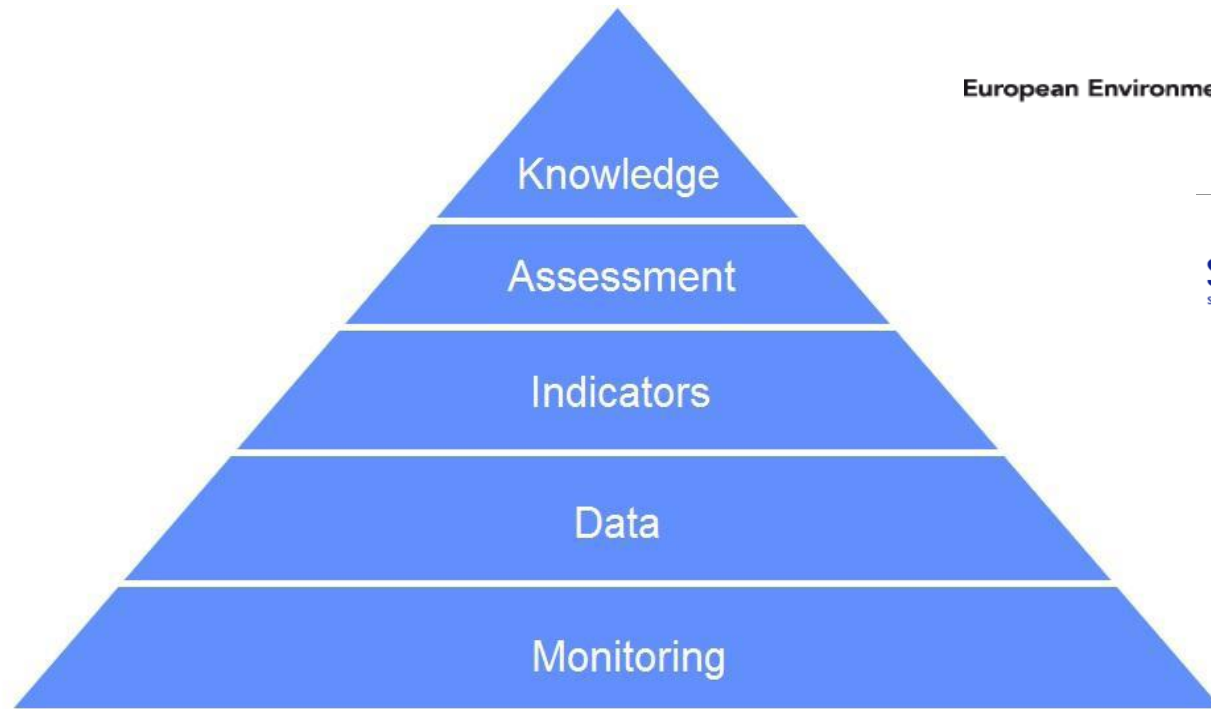 European Environme
Knowledge
Assessment
Indicators
Data
Monitoring